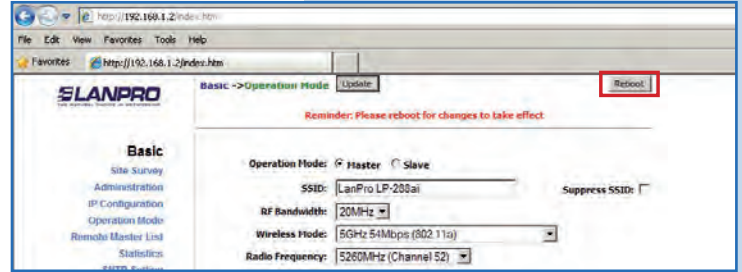 http://192.168.1.2/index.htm
File Edit View Favorites Tools Help
Favorites http://192.168.1.2/index.htm
LANPRO
Basic ->Operation Mode Update Reboot
Reminder: Please reboot for changes to take effect
Basic
Site Survey
Administration
IP Configuration
Operation Mode
Remote Master List
Statistics
SNTP Setting
Operation Mode: Master Slave
SSID: LanPro LP-288ai Suppress SSID:
RF Bandwidth: 20MHz
Wireless Mode: 5GHz 54Mbps (802.11a)
Radio Frequency: 5260MHz (Channel 52)